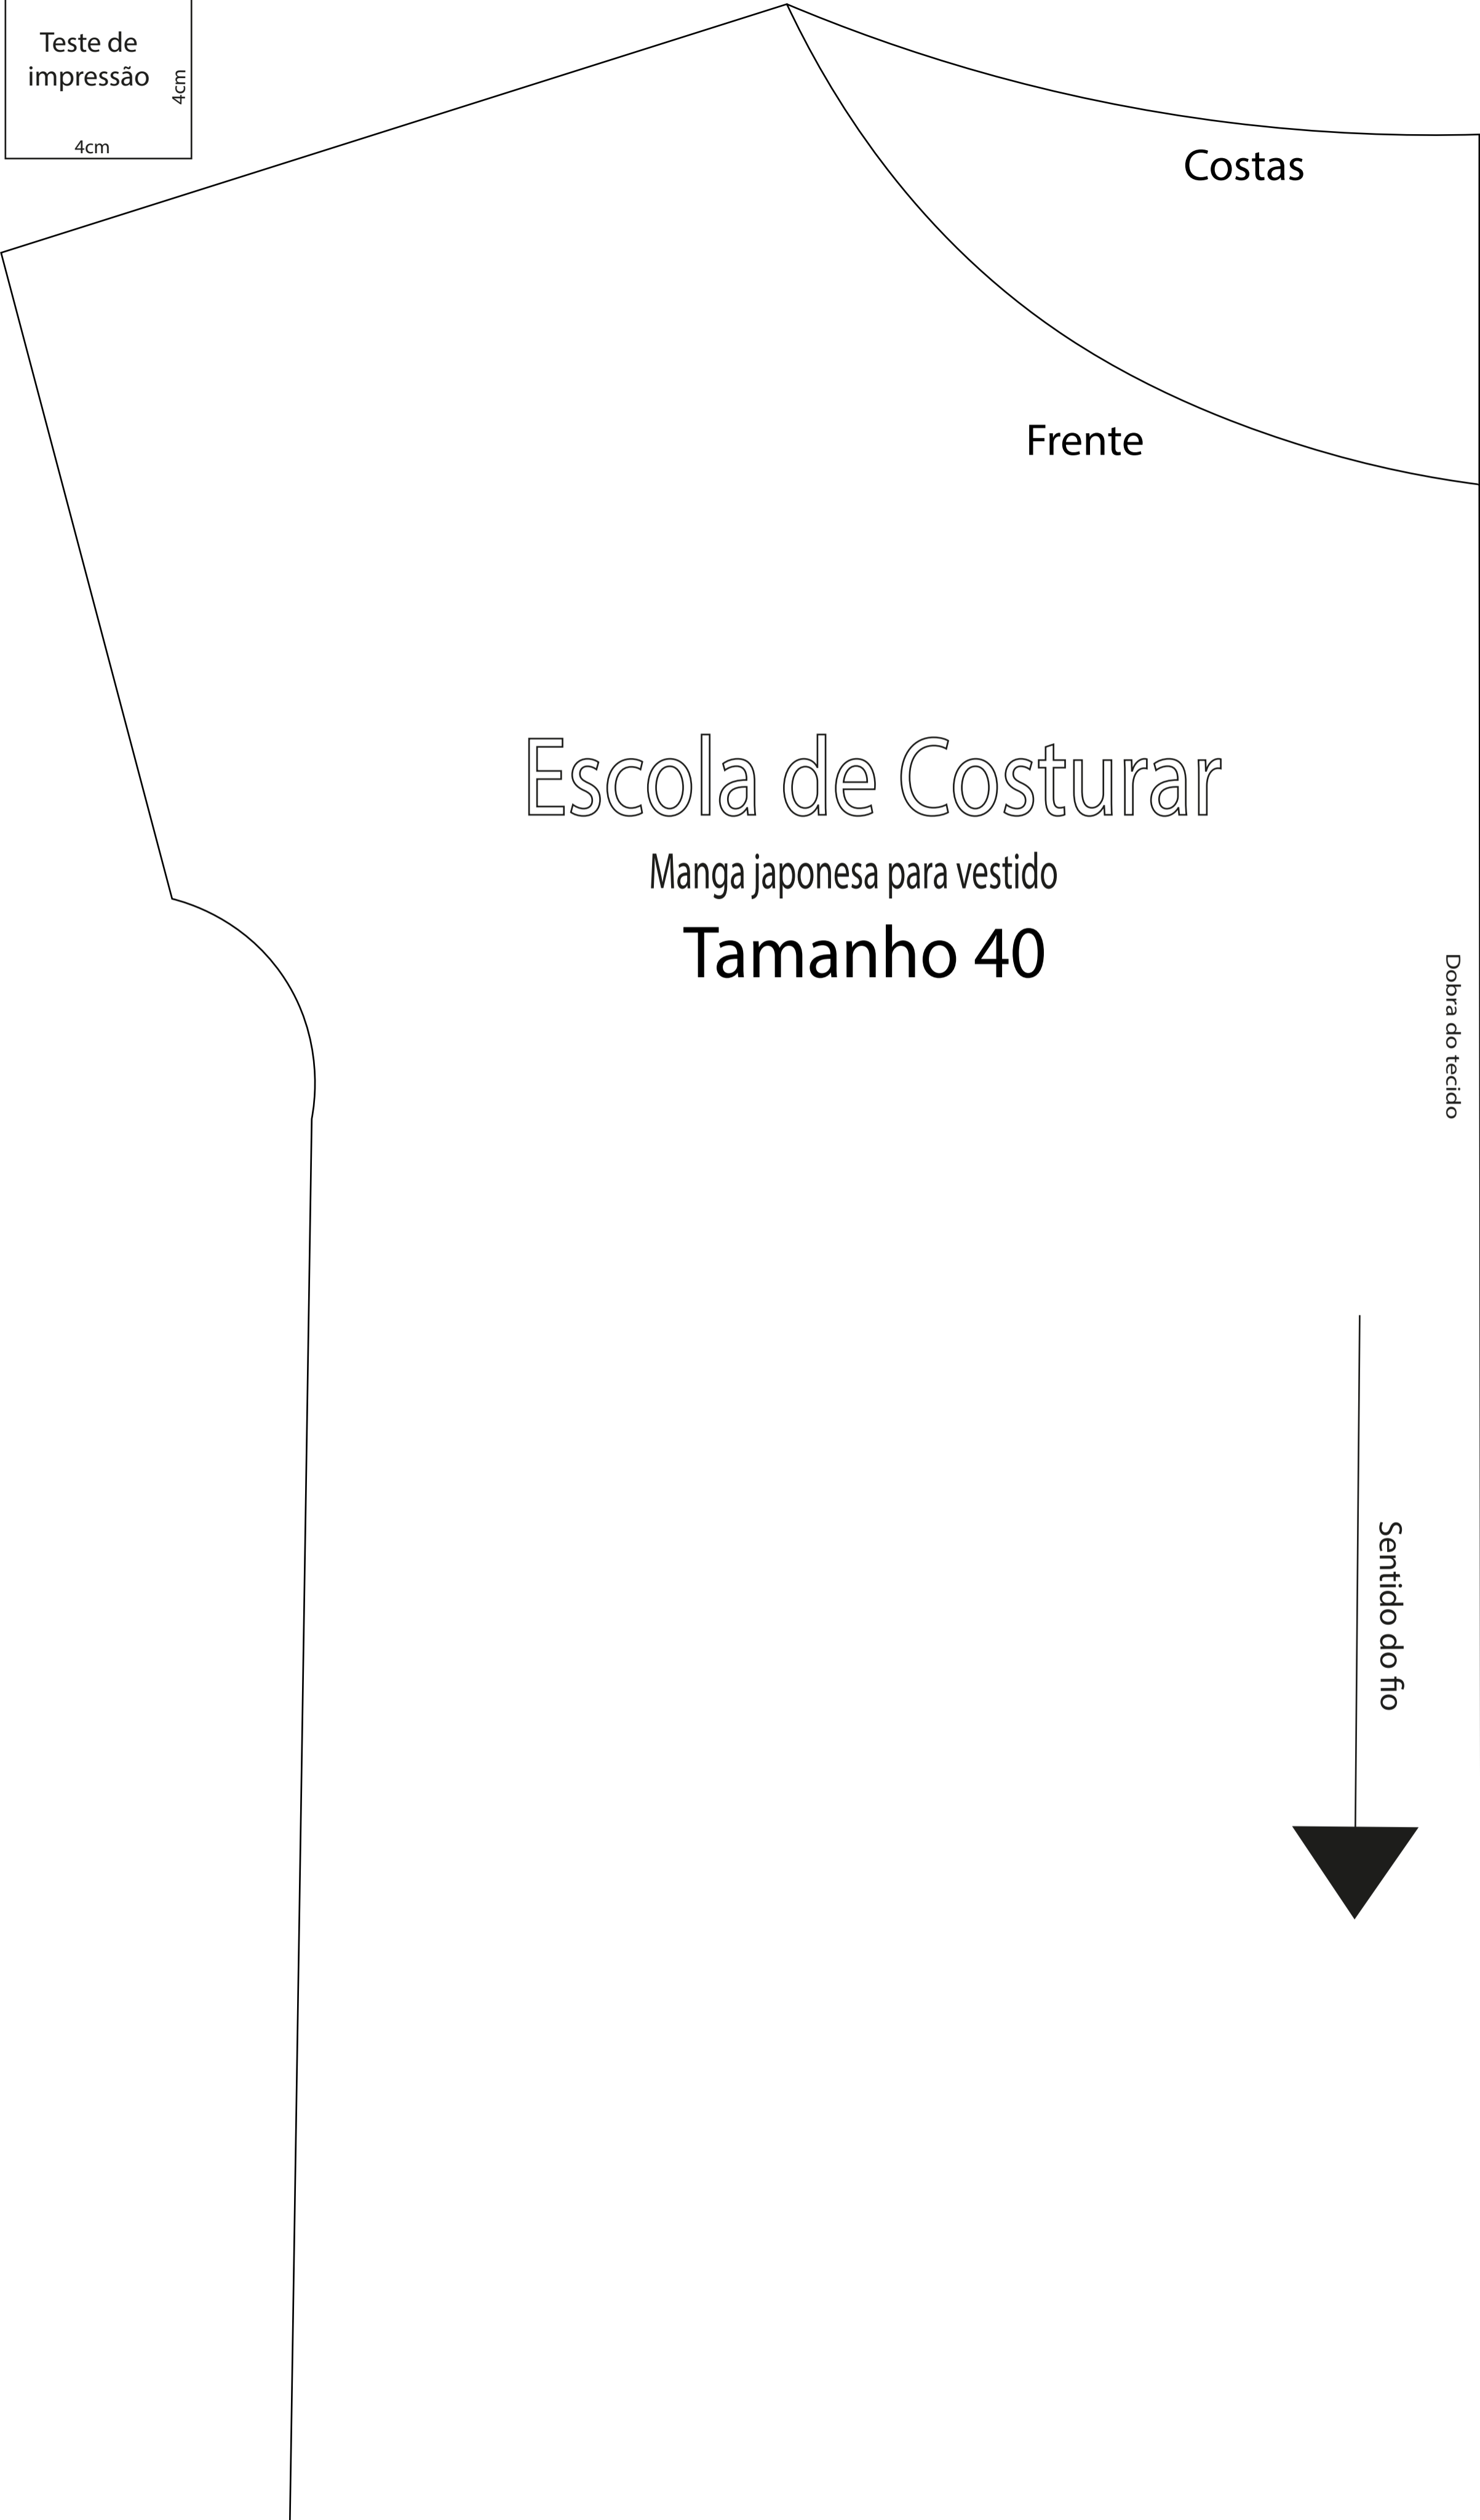 Teste de
impressão
4cm
4cm
Costas
Frente
Escola de Costurar
Manga japonesa para vestido
Tamanho 40
Dobra do tecido
Sentido do fio